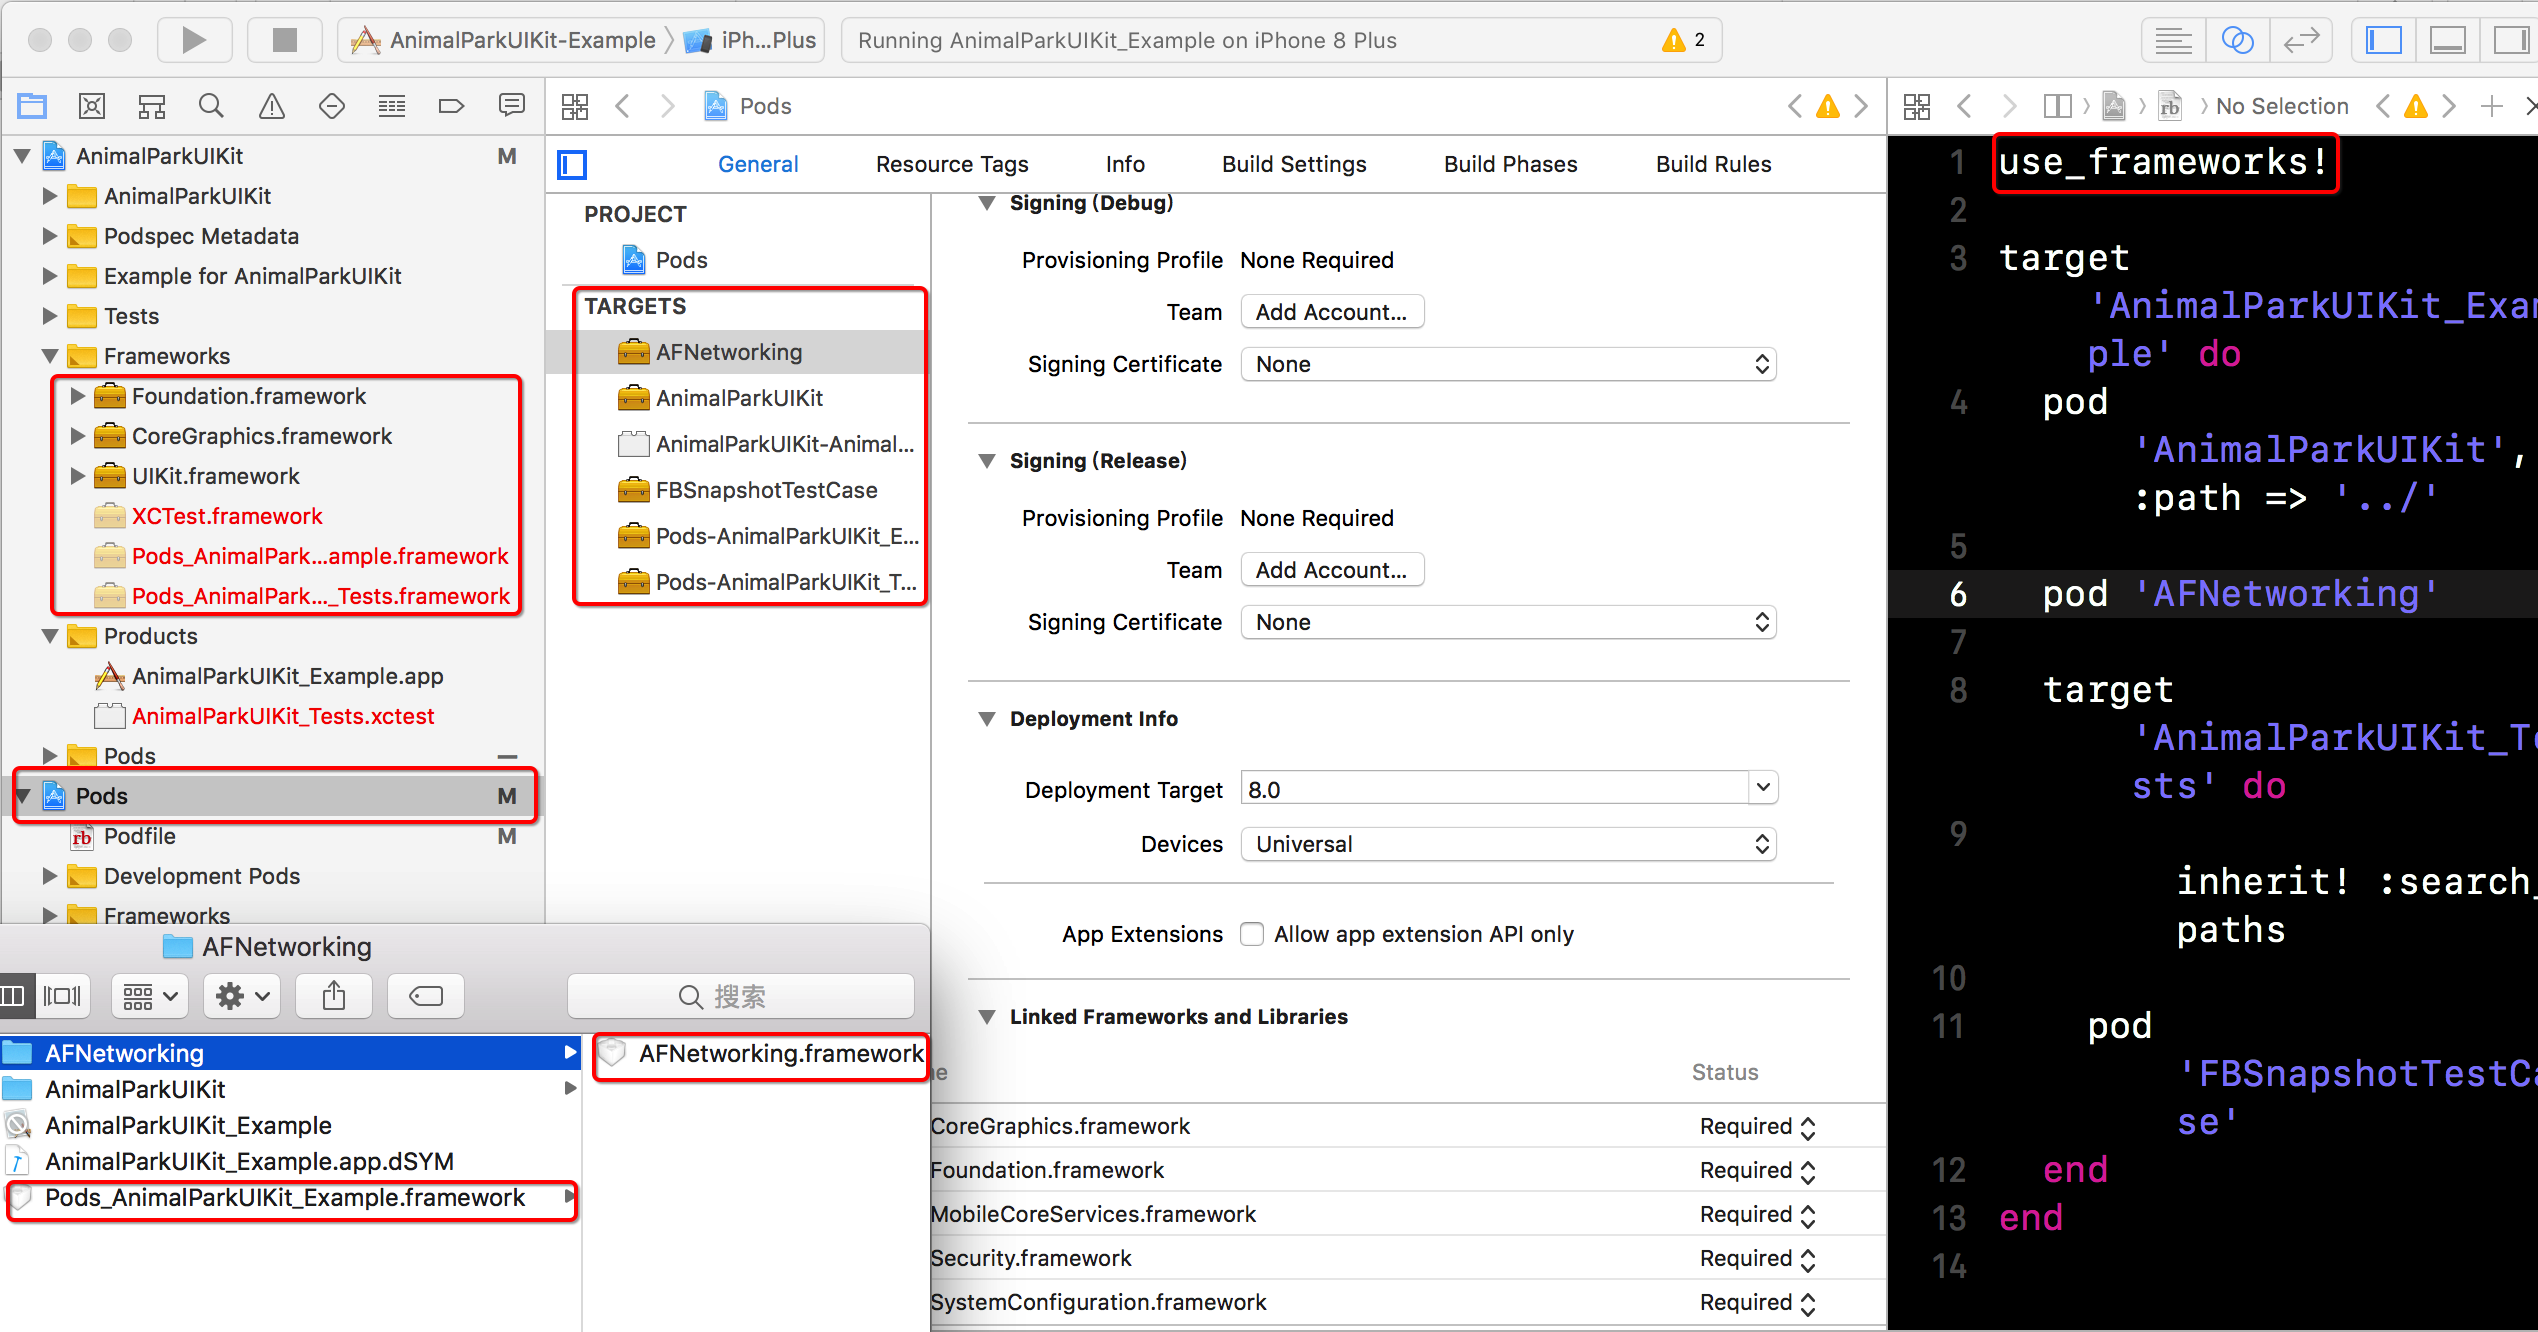 AnimalParkUIKit-Example
iPh...Plus
Running AnimalParkUIKit_Example on iPhone 8 Plus
2
AnimalParkUIKit M
AnimalParkUIKit
Podspec Metadata
Example for AnimalParkUIKit
Tests
Frameworks
Foundation.framework
CoreGraphics.framework
UIKit.framework
XCTest.framework
Pods_AnimalPark...ample.framework
Pods_AnimalPark..._Tests.framework
Products
AnimalParkUIKit_Example.app
AnimalParkUIKit_Tests.xctest
Pods
Pods M
rb Podfile M
Development Pods
Frameworks
Pods
General Resource Tags Info Build Settings Build Phases Build Rules
PROJECT
Pods
TARGETS
AFNetworking
AnimalParkUIKit
AnimalParkUIKit-Animal...
FBSnapshotTestCase
Pods-AnimalParkUIKit_E...
Pods-AnimalParkUIKit_T...
Signing (Debug)
Provisioning Profile None Required
Team Add Account...
Signing Certificate None
Signing (Release)
Provisioning Profile None Required
Team Add Account...
Signing Certificate None
Deployment Info
Deployment Target 8.0
Devices Universal
App Extensions Allow app extension API only
Linked Frameworks and Libraries
Status
CoreGraphics.framework Required
Foundation.framework Required
MobileCoreServices.framework Required
Security.framework Required
SystemConfiguration.framework Required
AFNetworking
搜索
AFNetworking
AnimalParkUIKit
AnimalParkUIKit_Example
AnimalParkUIKit_Example.app.dSYM
Pods_AnimalParkUIKit_Example.framework
AFNetworking.framework
rb No Selection
1 use_frameworks!
2
3 target
'AnimalParkUIKit_Exam
ple' do
4 pod
'AnimalParkUIKit',
:path => '../'
5
6 pod 'AFNetworking'
7
8 target
'AnimalParkUIKit_Te
sts' do
9
inherit! :search_
paths
10
11 pod
'FBSnapshotTestCa
se'
12 end
13 end
14